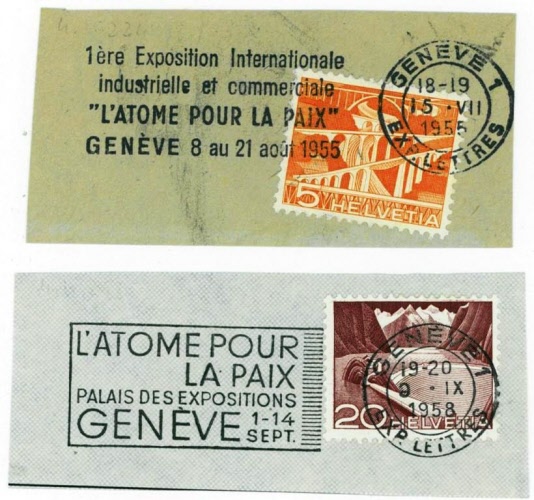 1ère Exposition Internationale
industrielle et commerciale
"L'ATOME POUR LA PAIX"
GENÈVE 8 au 21 août 1955
GENÈVE 1
18-19
15 · VII
1955
EXP. LETTRES
5 HELVETIA
L'ATOME POUR
LA PAIX
PALAIS DES EXPOSITIONS
GENÈVE 1-14
SEPT.
GENÈVE 1
19-20
9 · IX
1958
EXP. LETTRES
20 HELVETIA